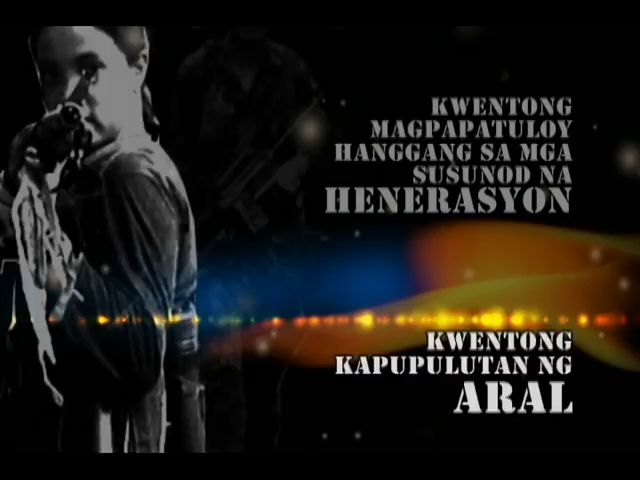 KWENTONG
MAGPAPATULOY
HANGGANG SA MGA
SUSUNOD NA
HENERASYON
KWENTONG
KAPUPULUTAN NG
ARAL